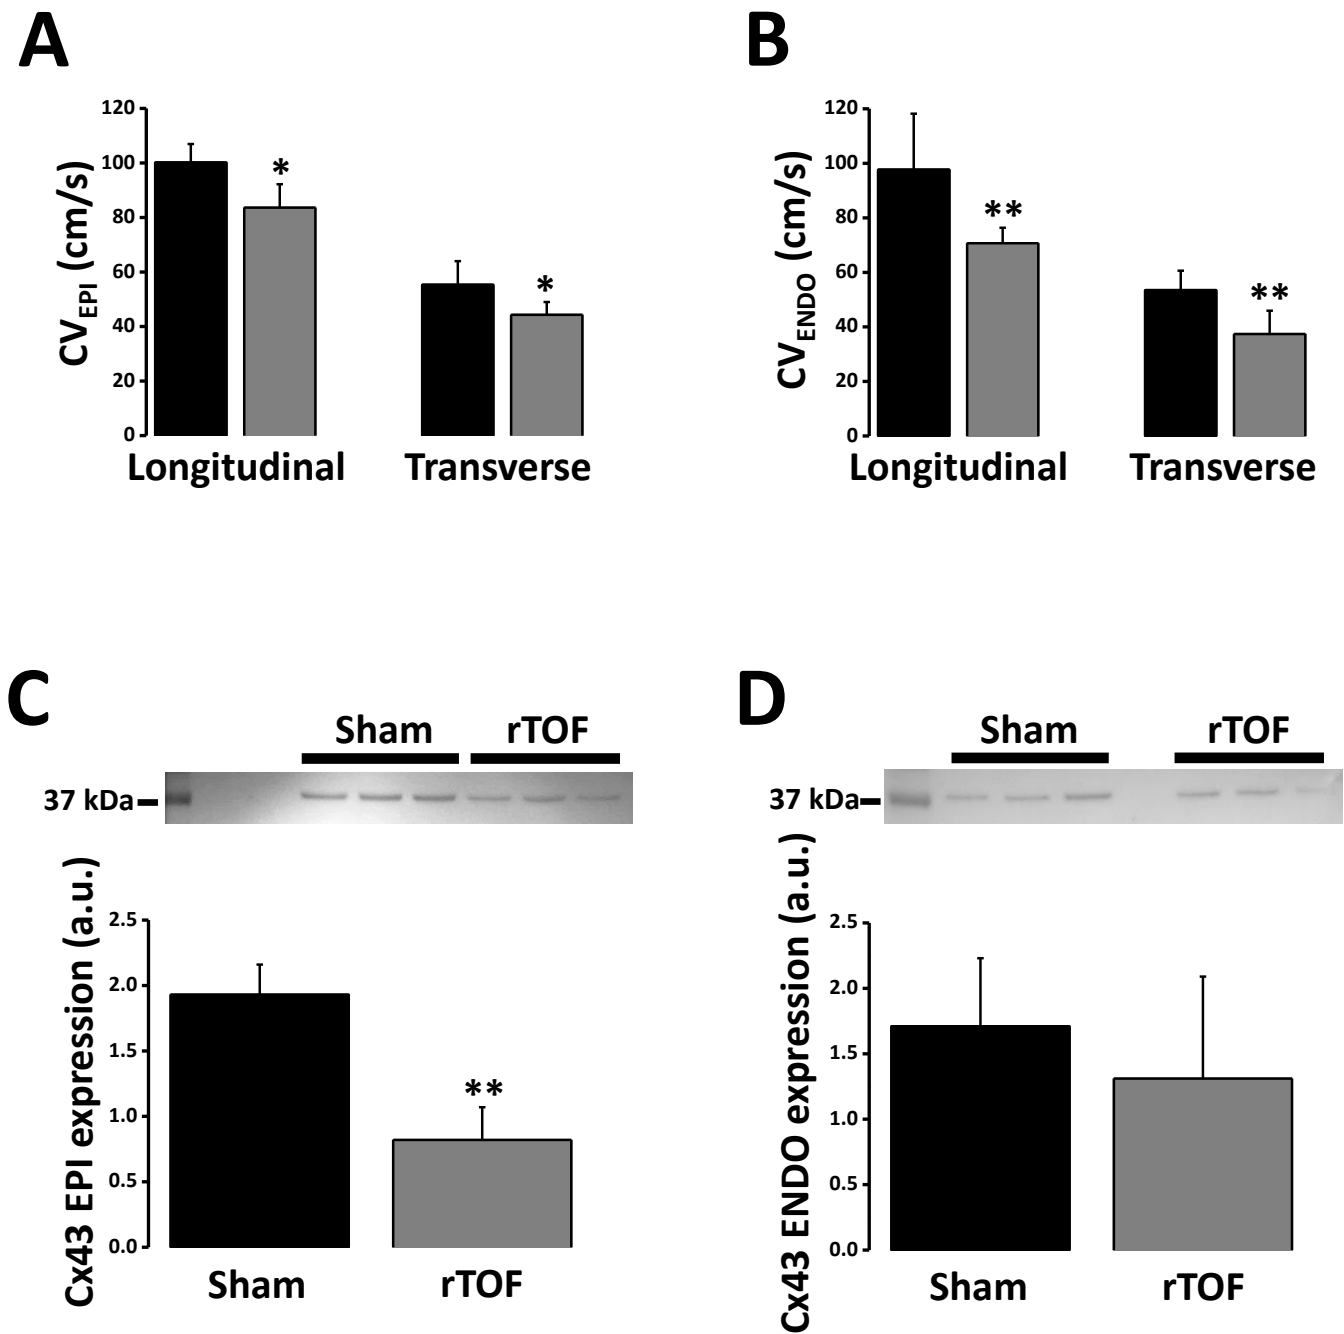 A
CVEPI (cm/s)
120
100
80
60
40
20
0
*
*
Longitudinal
Transverse
B
CVENDO (cm/s)
120
100
80
60
40
20
0
**
**
Longitudinal
Transverse
C
Sham
rTOF
37 kDa
Cx43 EPI expression (a.u.)
2.5
2.0
1.5
1.0
0.5
0.0
**
Sham
rTOF
D
Sham
rTOF
37 kDa
Cx43 ENDO expression (a.u.)
2.5
2.0
1.5
1.0
0.5
0.0
Sham
rTOF